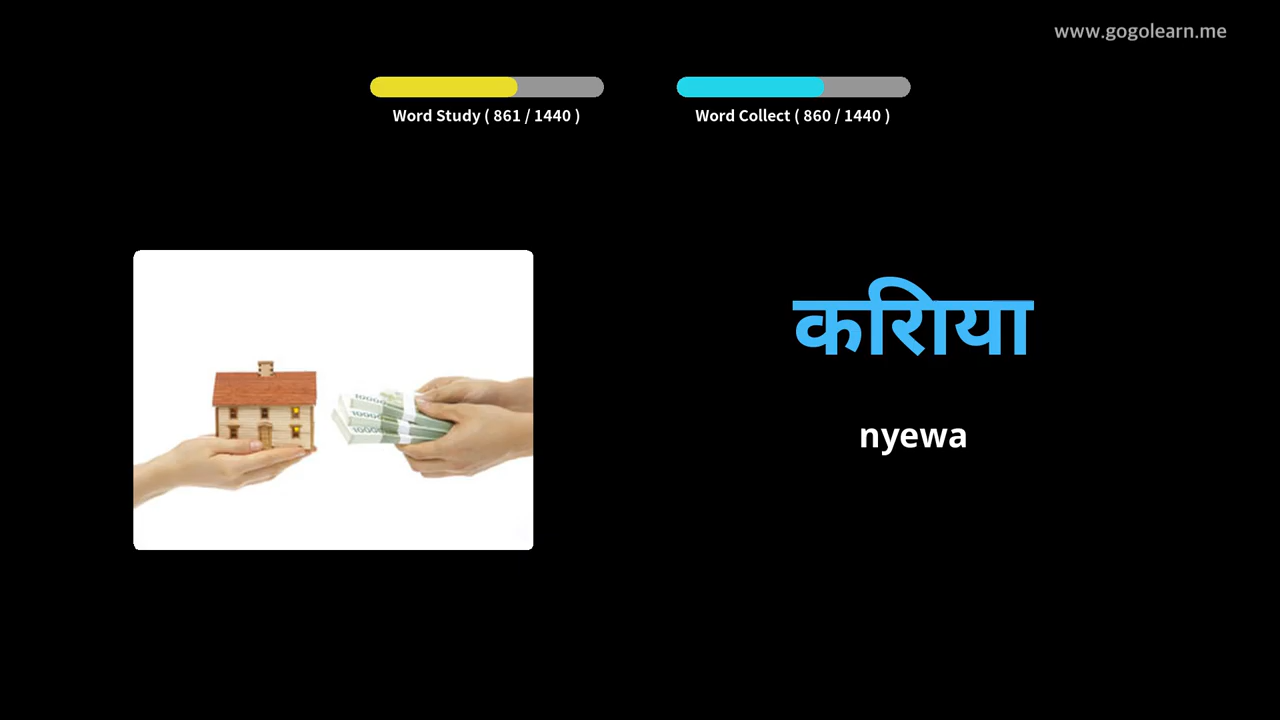 www.gogolearn.me
Word Study ( 861 / 1440 )
Word Collect ( 860 / 1440 )
करिाया
nyewa